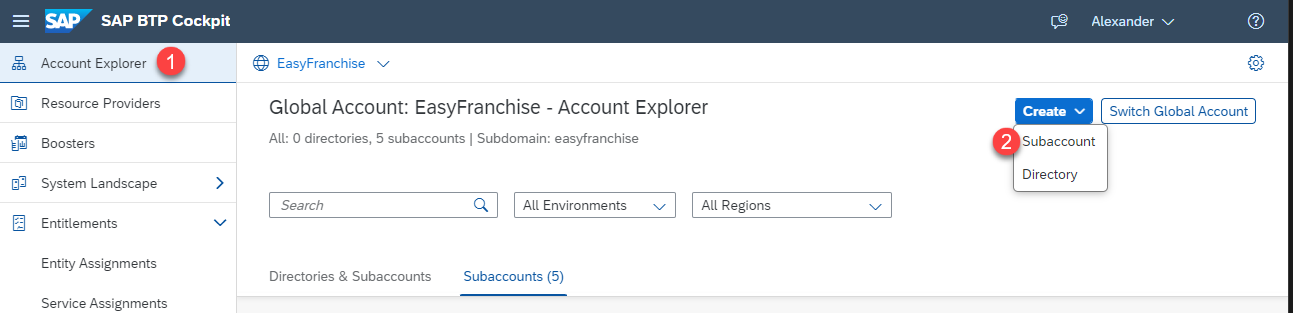 SAP SAP BTP Cockpit Alexander
Account Explorer 1
EasyFranchise
Resource Providers
Global Account: EasyFranchise - Account Explorer
Create Switch Global Account
Boosters
All: 0 directories, 5 subaccounts | Subdomain: easyfranchise
2 Subaccount
Directory
System Landscape
Search All Environments All Regions
Entitlements
Entity Assignments
Directories & Subaccounts Subaccounts (5)
Service Assignments